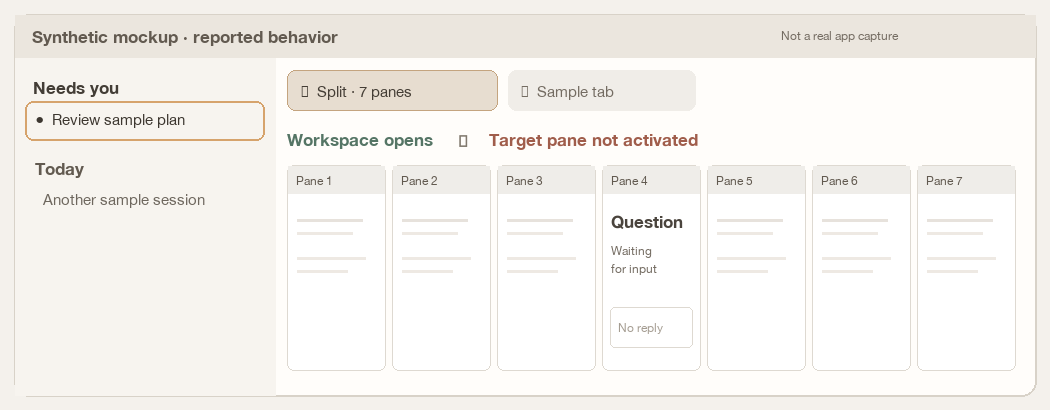 Synthetic mockup · reported behavior
Not a real app capture
Needs you
• Review sample plan
Today
Another sample session
Split · 7 panes
Sample tab
Workspace opens
Target pane not activated
Pane 1
Pane 2
Pane 3
Pane 4
Pane 5
Pane 6
Pane 7
Question
Waiting
for input
No reply